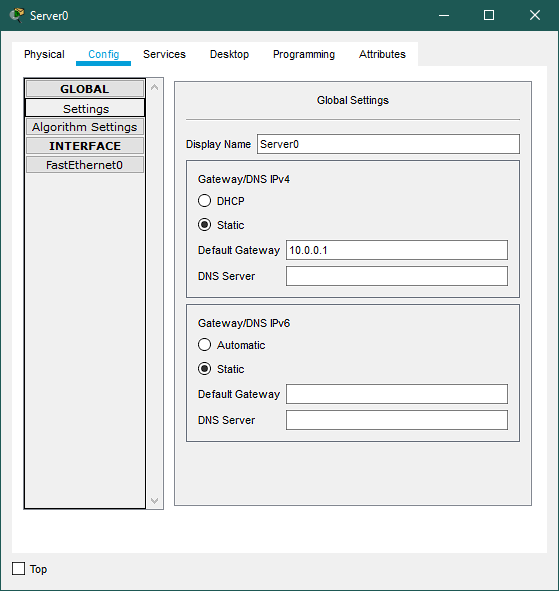 Server0
Physical Config Services Desktop Programming Attributes
GLOBAL
Settings
Algorithm Settings
INTERFACE
FastEthernet0
Global Settings
Display Name Server0
Gateway/DNS IPv4
DHCP
Static
Default Gateway 10.0.0.1
DNS Server
Gateway/DNS IPv6
Automatic
Static
Default Gateway
DNS Server
Top